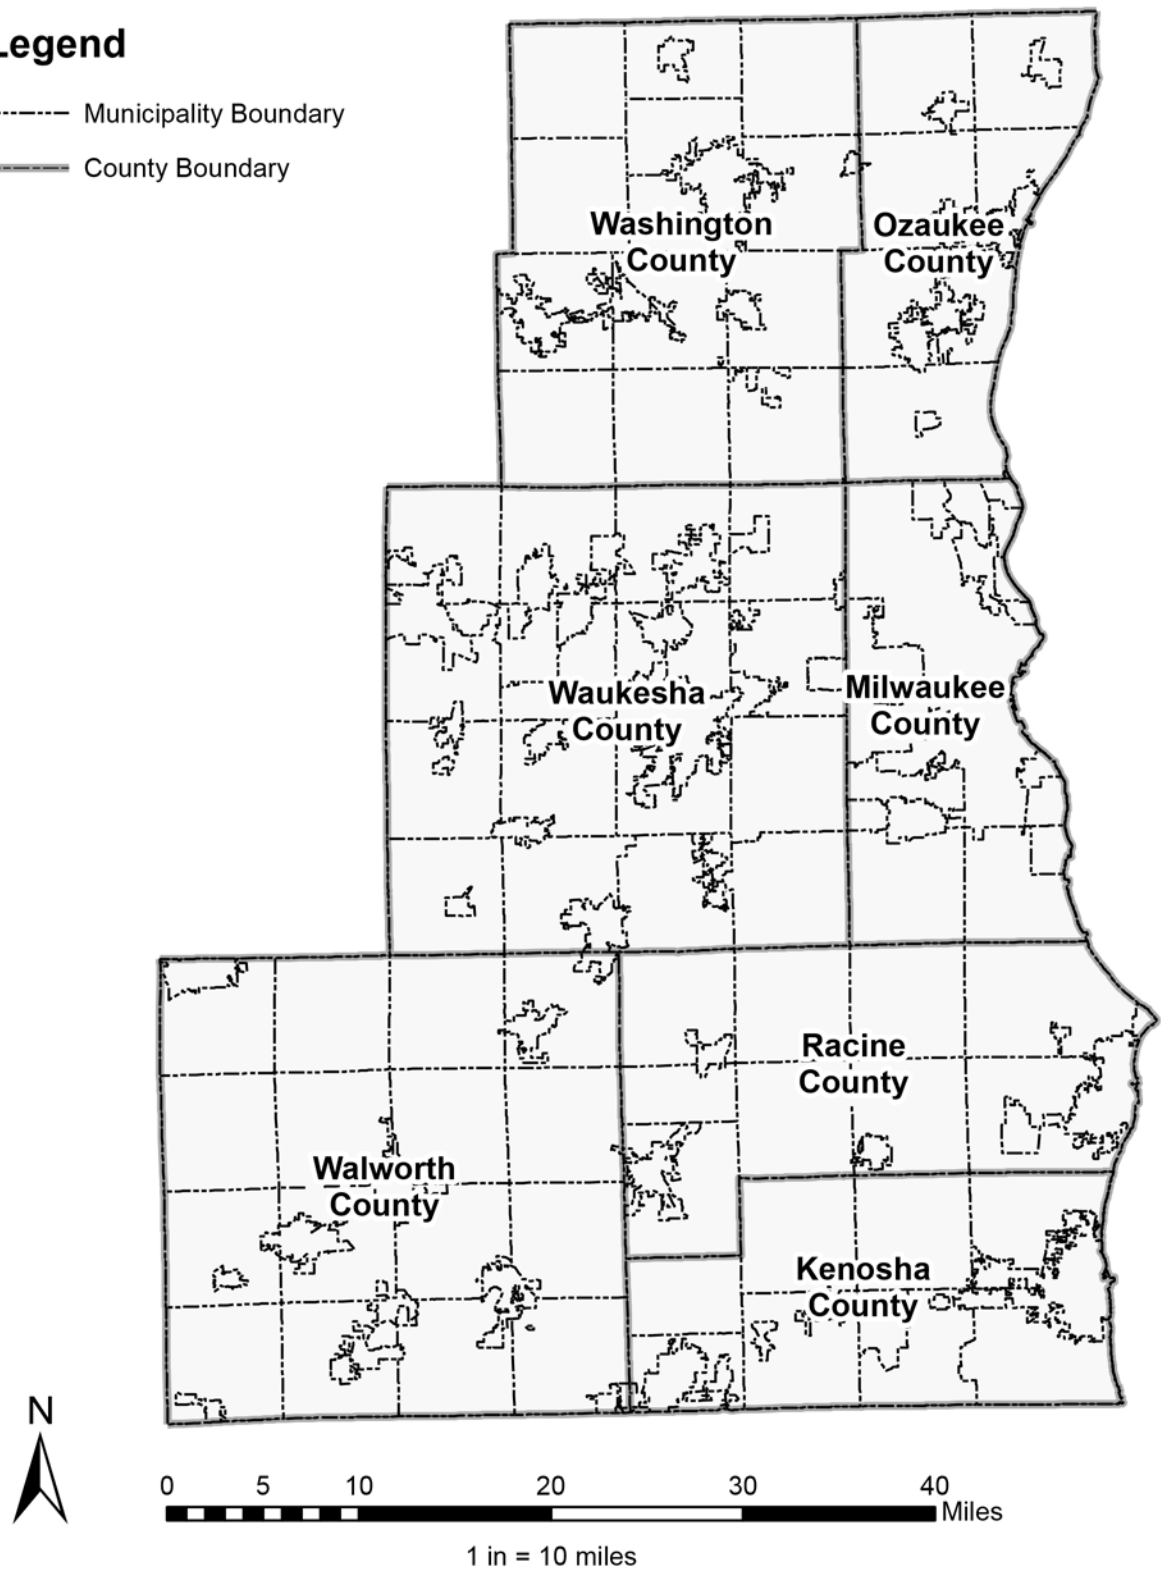 Legend
Municipality Boundary
County Boundary
Washington
County
Ozaukee
County
Waukesha
County
Milwaukee
County
Racine
County
Walworth
County
Kenosha
County
N
0 5 10 20 30 40
Miles
1 in = 10 miles